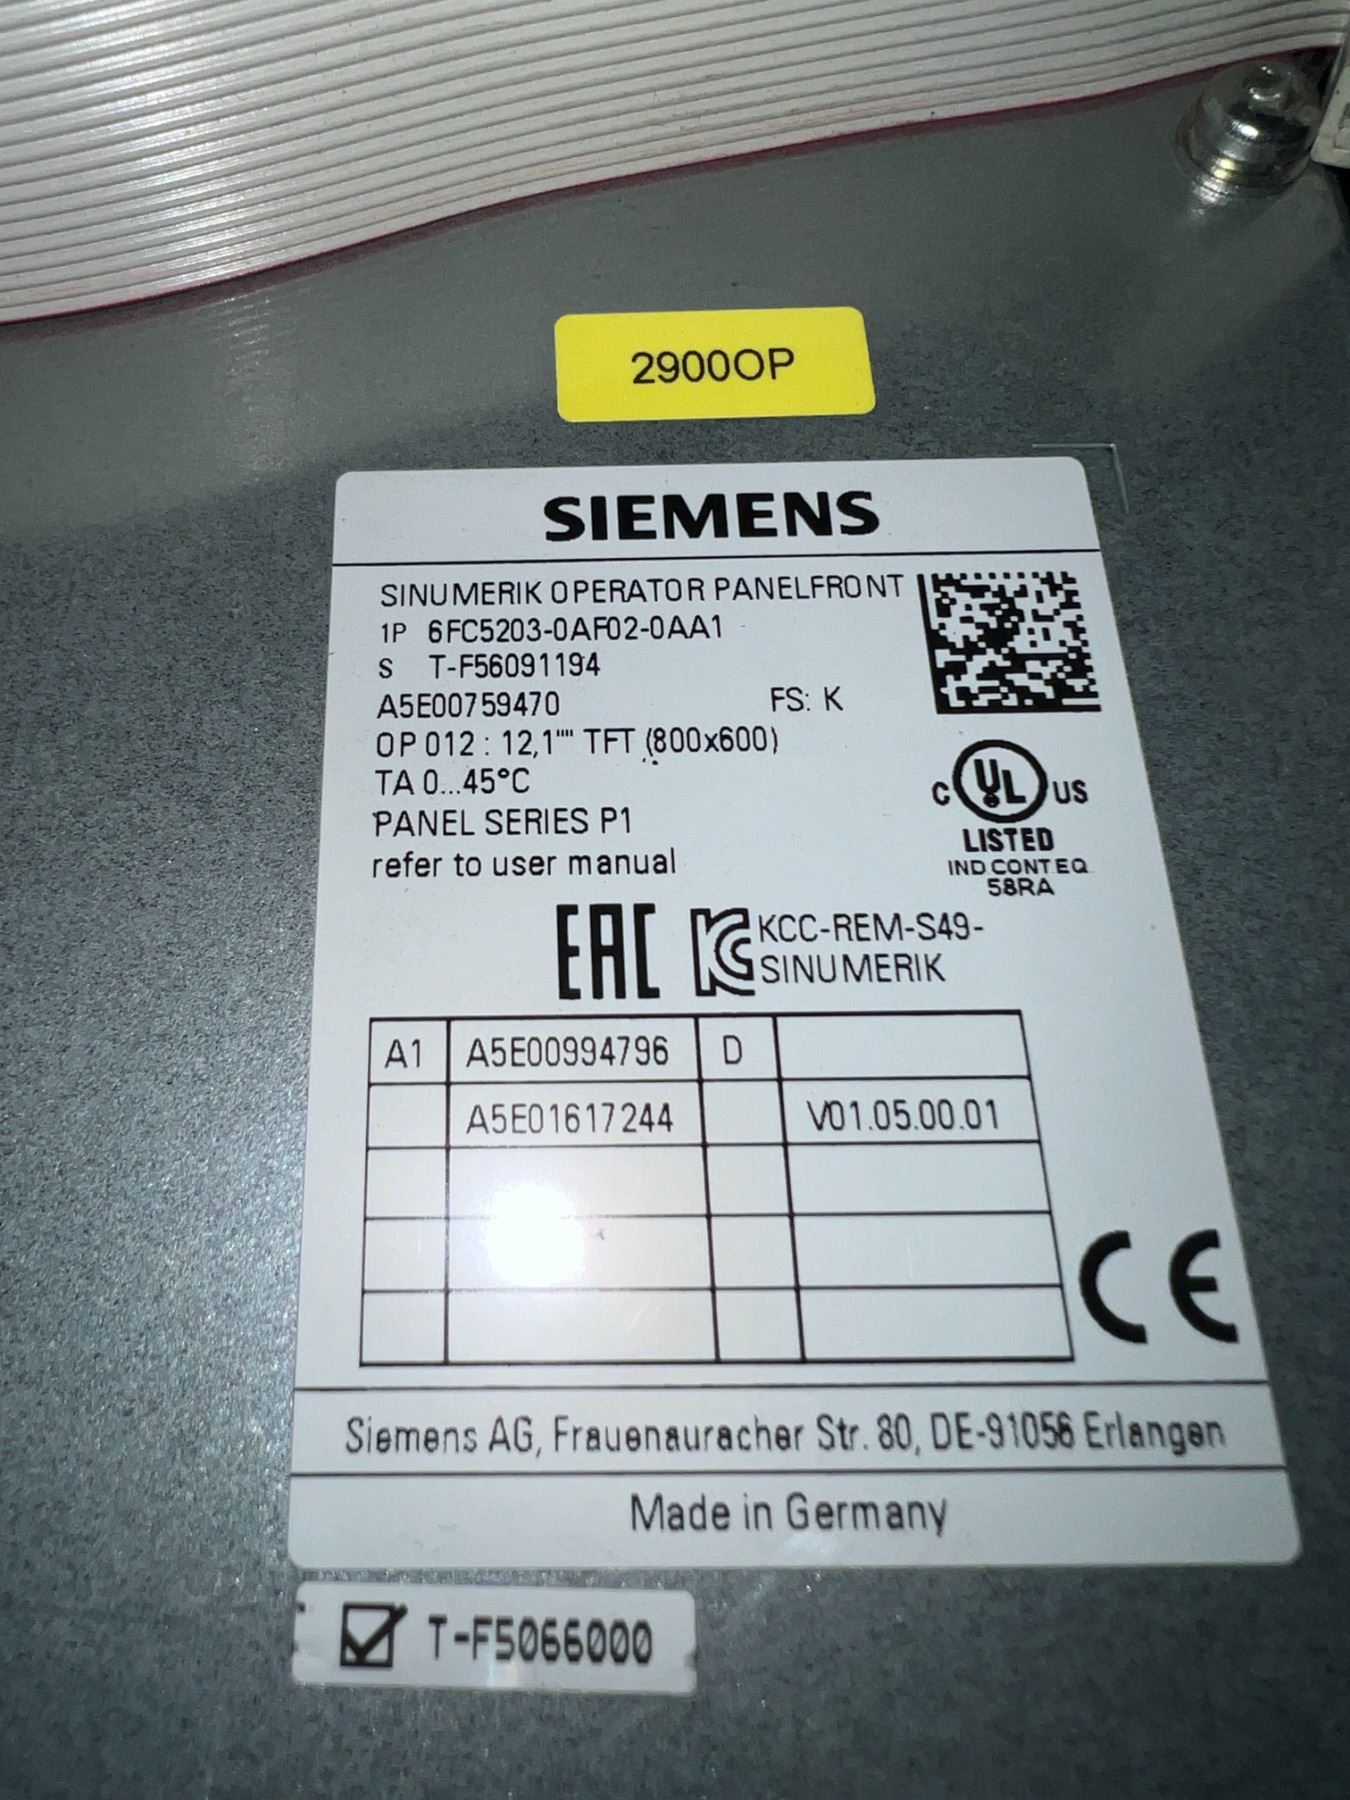 2900OP
SIEMENS
SINUMERIK OPERATOR PANELFRONT
1P 6FC5203-0AF02-0AA1
S T-F56091194
A5E00759470 FS: K
OP 012 : 12,1"" TFT (800x600)
TA 0...45°C
PANEL SERIES P1
refer to user manual
C UL US
LISTED
IND.CONT.EQ.
58RA
EAC KC KCC-REM-S49-
SINUMERIK
A1 A5E00994796 D
A5E01617244 V01.05.00.01
CE
Siemens AG, Frauenauracher Str. 80, DE-91056 Erlangen
Made in Germany
T-F5066000